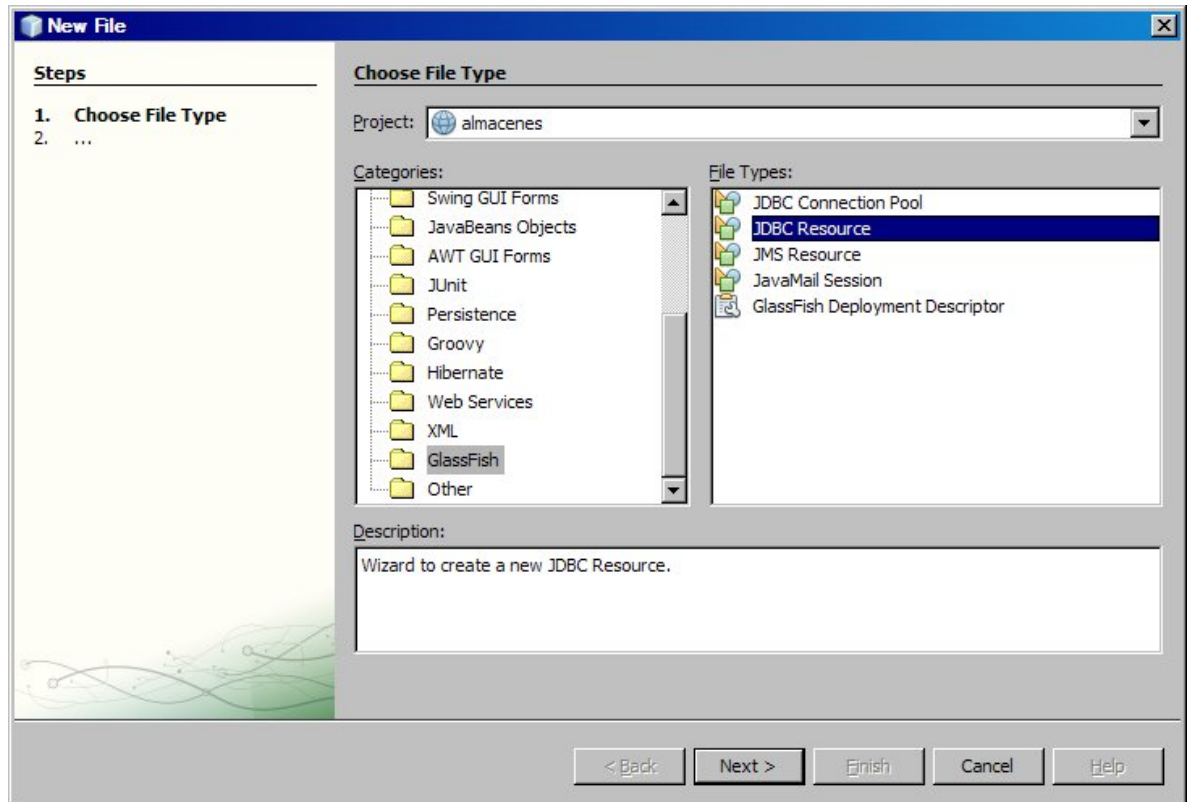 New File
Steps
1. Choose File Type
2. ...
Choose File Type
Project: almacenes
Categories:
Swing GUI Forms
JavaBeans Objects
AWT GUI Forms
JUnit
Persistence
Groovy
Hibernate
Web Services
XML
GlassFish
Other
File Types:
JDBC Connection Pool
JDBC Resource
JMS Resource
JavaMail Session
GlassFish Deployment Descriptor
Description:
Wizard to create a new JDBC Resource.
< Back Next > Finish Cancel Help